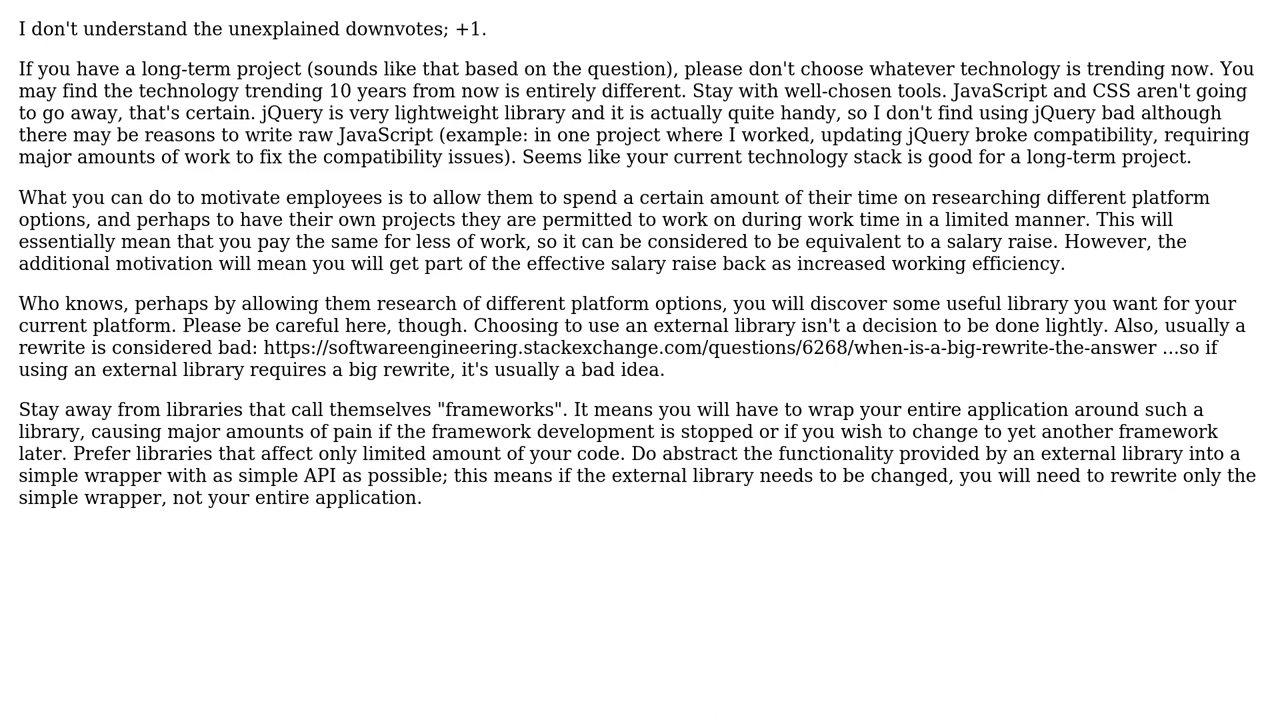 I don't understand the unexplained downvotes; +1.
If you have a long-term project (sounds like that based on the question), please don't choose whatever technology is trending now. You
may find the technology trending 10 years from now is entirely different. Stay with well-chosen tools. JavaScript and CSS aren't going
to go away, that's certain. jQuery is very lightweight library and it is actually quite handy, so I don't find using jQuery bad although
there may be reasons to write raw JavaScript (example: in one project where I worked, updating jQuery broke compatibility, requiring
major amounts of work to fix the compatibility issues). Seems like your current technology stack is good for a long-term project.
What you can do to motivate employees is to allow them to spend a certain amount of their time on researching different platform
options, and perhaps to have their own projects they are permitted to work on during work time in a limited manner. This will
essentially mean that you pay the same for less of work, so it can be considered to be equivalent to a salary raise. However, the
additional motivation will mean you will get part of the effective salary raise back as increased working efficiency.
Who knows, perhaps by allowing them research of different platform options, you will discover some useful library you want for your
current platform. Please be careful here, though. Choosing to use an external library isn't a decision to be done lightly. Also, usually a
rewrite is considered bad: https://softwareengineering.stackexchange.com/questions/6268/when-is-a-big-rewrite-the-answer ...so if
using an external library requires a big rewrite, it's usually a bad idea.
Stay away from libraries that call themselves "frameworks". It means you will have to wrap your entire application around such a
library, causing major amounts of pain if the framework development is stopped or if you wish to change to yet another framework
later. Prefer libraries that affect only limited amount of your code. Do abstract the functionality provided by an external library into a
simple wrapper with as simple API as possible; this means if the external library needs to be changed, you will need to rewrite only the
simple wrapper, not your entire application.